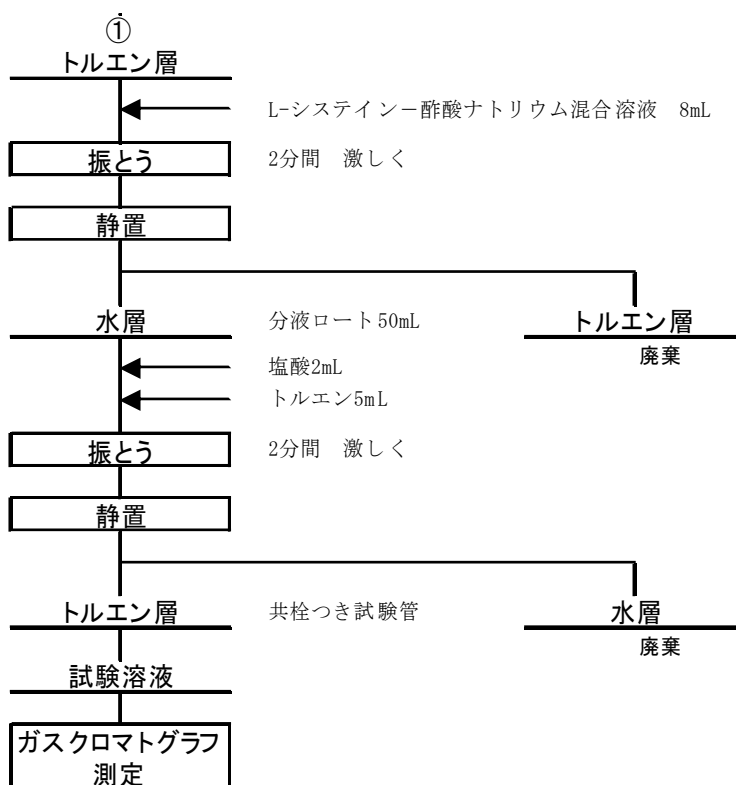 ①
トルエン層
L-システイン－酢酸ナトリウム混合溶液　8mL
振とう　2分間　激しく
静置
水層　分液ロート50mL　トルエン層
廃棄
塩酸2mL
トルエン5mL
振とう　2分間　激しく
静置
トルエン層　共栓つき試験管　水層
廃棄
試験溶液
ガスクロマトグラフ
測定